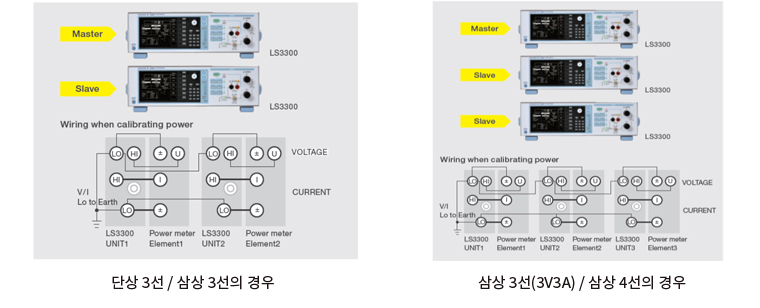 Master
LS3300
Slave
LS3300
Wiring when calibrating power
LO HI ± U LO HI ± U VOLTAGE
HI I HI I
V/I
Lo to Earth
CURRENT
LO ± LO ±
LS3300 UNIT1
Power meter Element1
LS3300 UNIT2
Power meter Element2
단상 3선 / 삼상 3선의 경우
Master
LS3300
Slave
LS3300
Slave
LS3300
Wiring when calibrating power
LO HI ± U LO HI ± U LO HI ± U VOLTAGE
HI I HI I HI I
V/I
Lo to Earth
CURRENT
LO ± LO ± LO ±
LS3300 UNIT1
Power meter Element1
LS3300 UNIT2
Power meter Element2
LS3300 UNIT3
Power meter Element3
삼상 3선(3V3A) / 삼상 4선의 경우